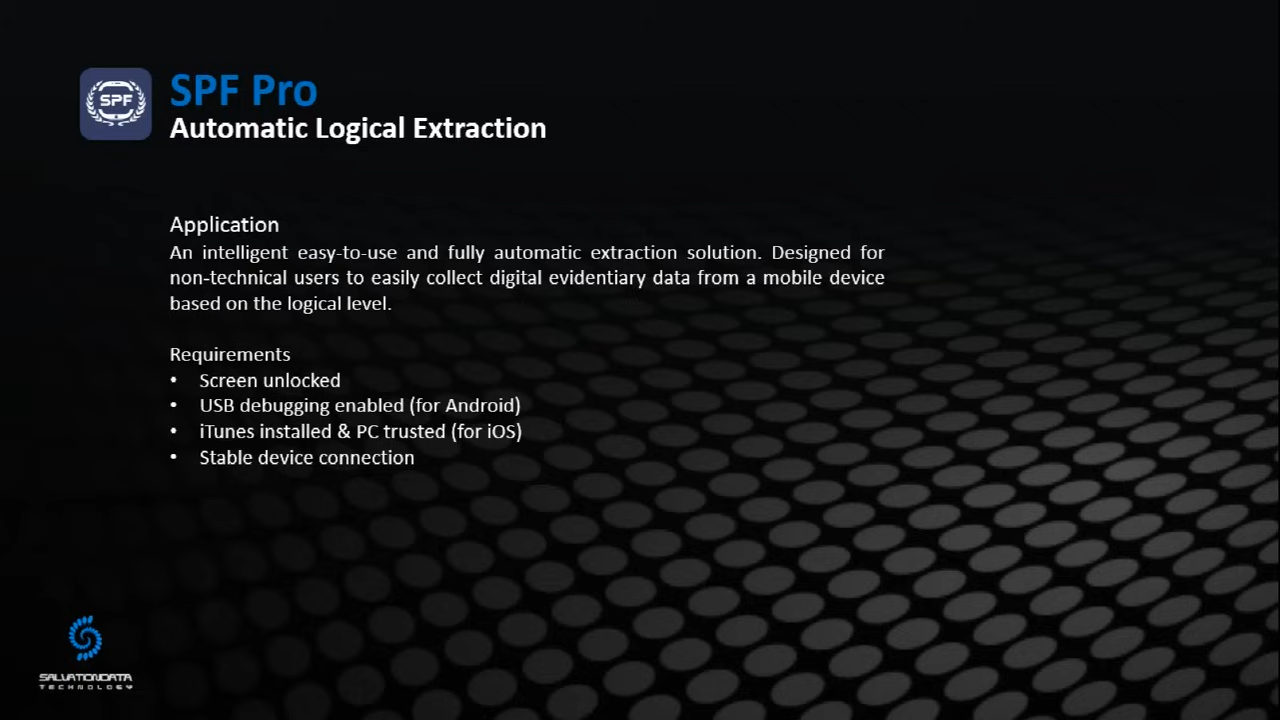 SPF
SPF Pro
Automatic Logical Extraction
Application
An intelligent easy-to-use and fully automatic extraction solution. Designed for
non-technical users to easily collect digital evidentiary data from a mobile device
based on the logical level.
Requirements
• Screen unlocked
• USB debugging enabled (for Android)
• iTunes installed & PC trusted (for iOS)
• Stable device connection
SALVATIONDATA
TECHNOLOGY